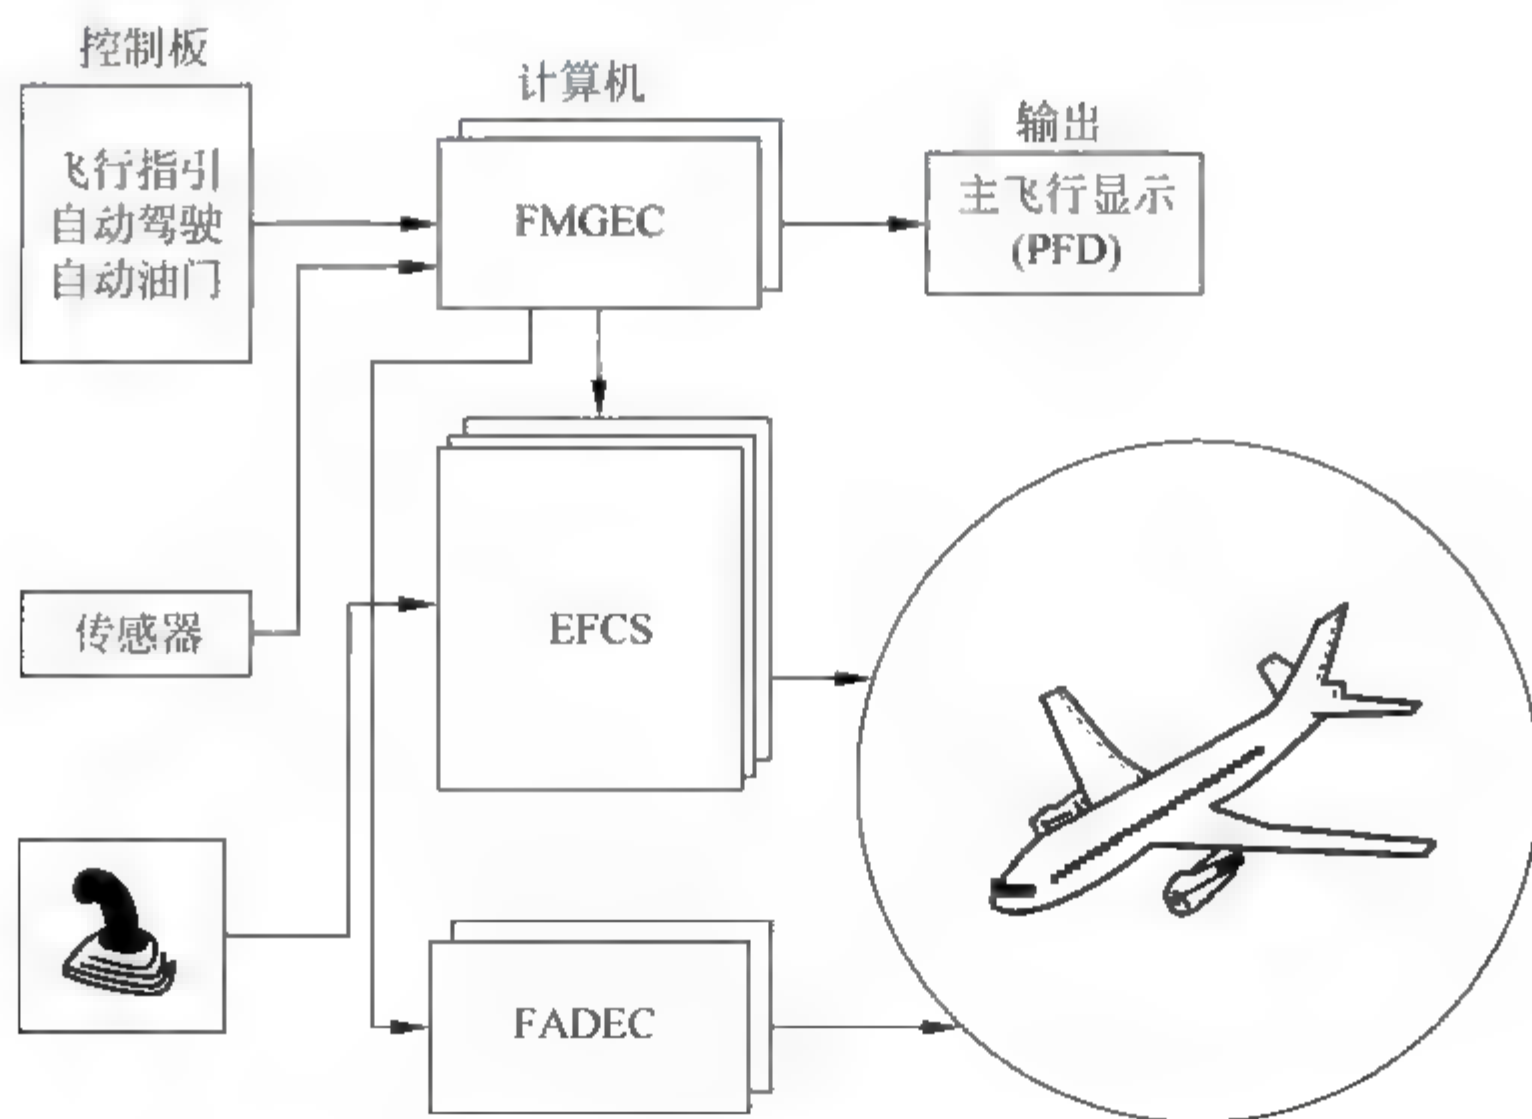 控制板
飞行指引
自动驾驶
自动油门
计算机
FMGEC
输出
主飞行显示
(PFD)
传感器
EFCS
FADEC